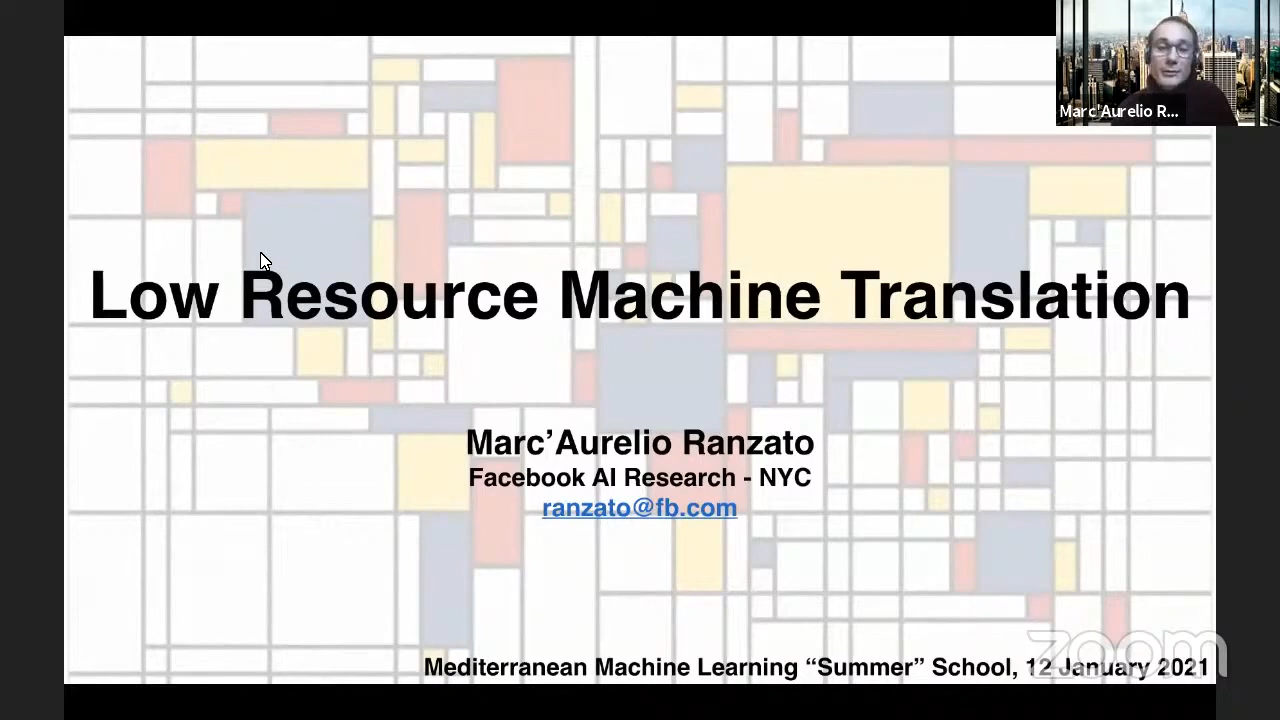 Marc'Aurelio R...
Low Resource Machine Translation
Marc’Aurelio Ranzato
Facebook AI Research - NYC
ranzato@fb.com
Mediterranean Machine Learning “Summer” School, 12 January 2021
zoom